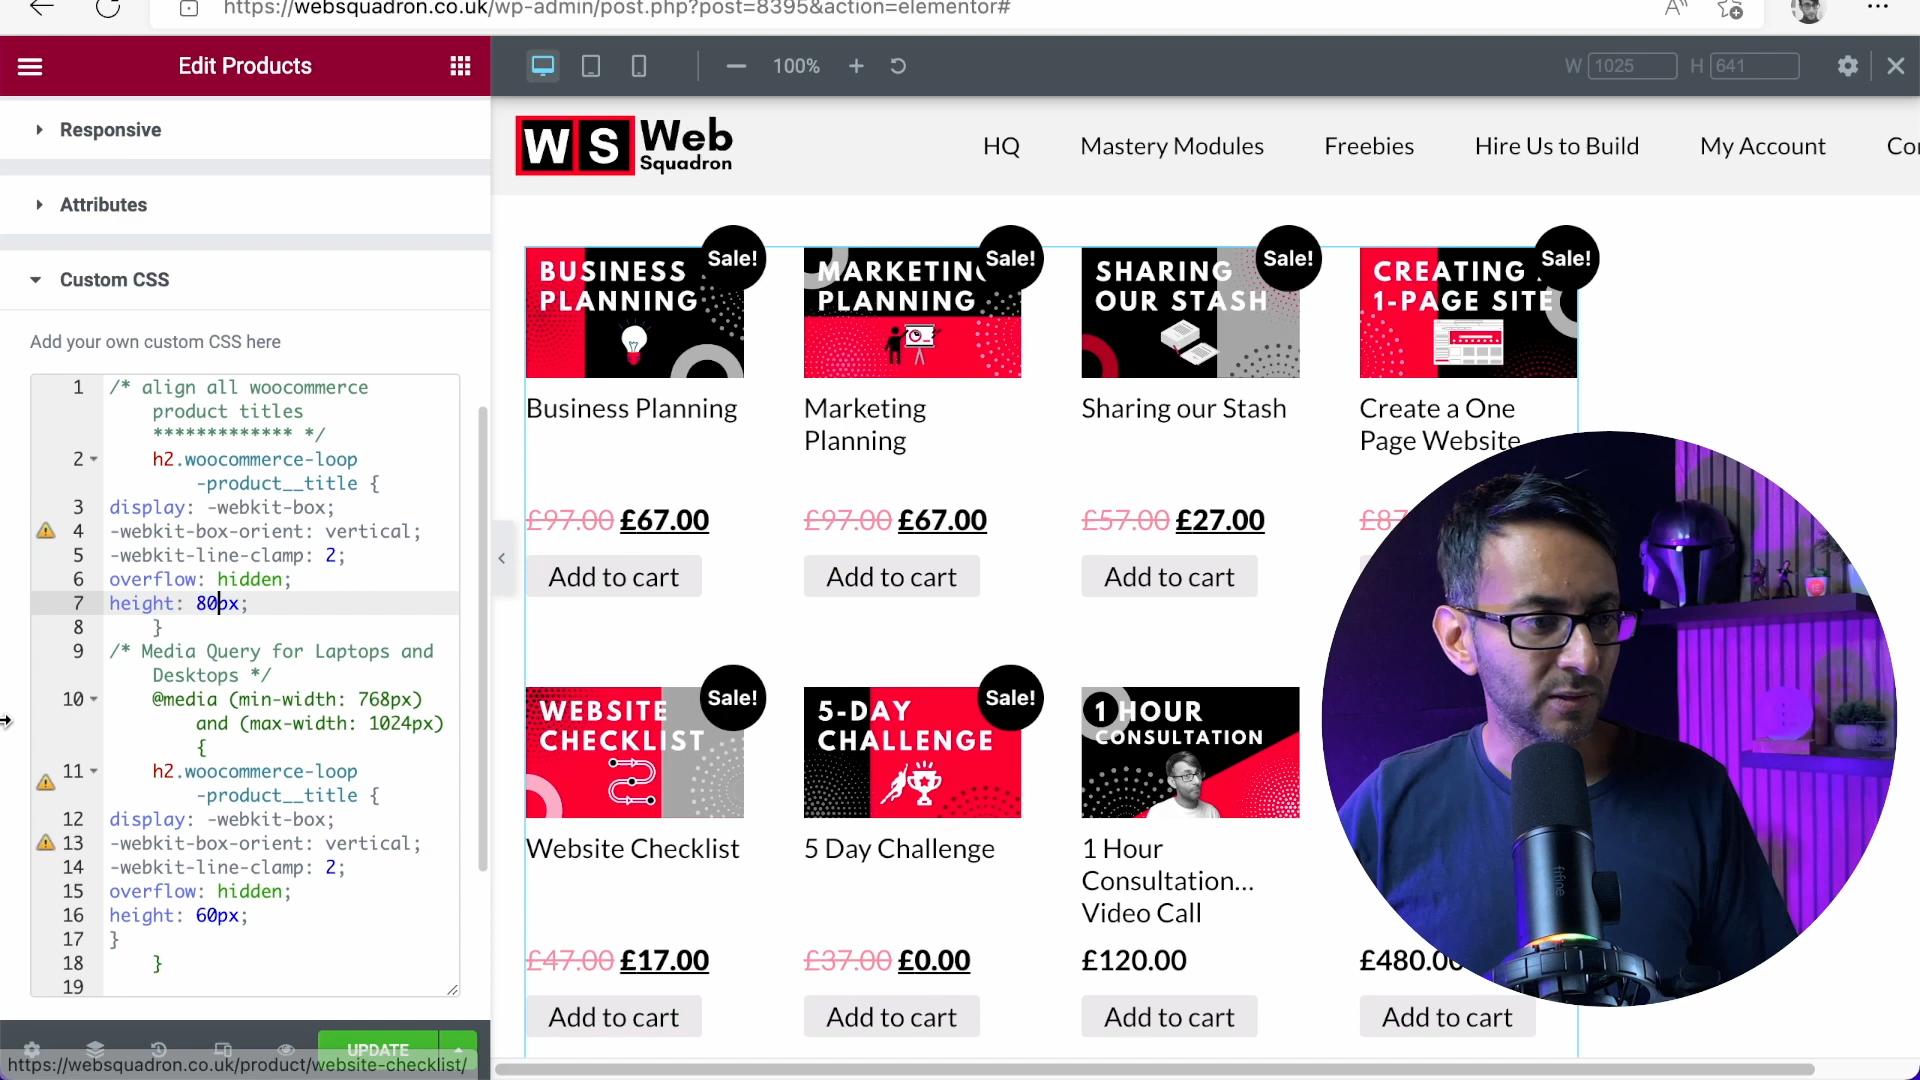 https://websquadron.co.uk/wp-admin/post.php?post=8395&action=elementor#
Edit Products
100%
W 1025 H 641
Responsive
Attributes
Custom CSS
Add your own custom CSS here
1 /* align all woocommerce
product titles
************* */
2 h2.woocommerce-loop
-product__title {
3 display: -webkit-box;
4 -webkit-box-orient: vertical;
5 -webkit-line-clamp: 2;
6 overflow: hidden;
7 height: 80px;
8 }
9 /* Media Query for Laptops and
Desktops */
10 @media (min-width: 768px)
and (max-width: 1024px)
{
11 h2.woocommerce-loop
-product__title {
12 display: -webkit-box;
13 -webkit-box-orient: vertical;
14 -webkit-line-clamp: 2;
15 overflow: hidden;
16 height: 60px;
17 }
18 }
19
UPDATE
https://websquadron.co.uk/product/website-checklist/
WS Web
Squadron
HQ Mastery Modules Freebies Hire Us to Build My Account Co
BUSINESS
PLANNING
Sale!
Business Planning
£97.00 £67.00
Add to cart
MARKETING
PLANNING
Sale!
Marketing
Planning
£97.00 £67.00
Add to cart
SHARING
OUR STASH
Sale!
Sharing our Stash
£57.00 £27.00
Add to cart
CREATING
1-PAGE SITE
Sale!
Create a One
Page Website
£87
WEBSITE
CHECKLIST
Sale!
Website Checklist
£47.00 £17.00
Add to cart
5-DAY
CHALLENGE
Sale!
5 Day Challenge
£37.00 £0.00
Add to cart
1 HOUR
CONSULTATION
1 Hour
Consultation...
Video Call
£120.00
Add to cart
£480.00
Add to cart
fifine